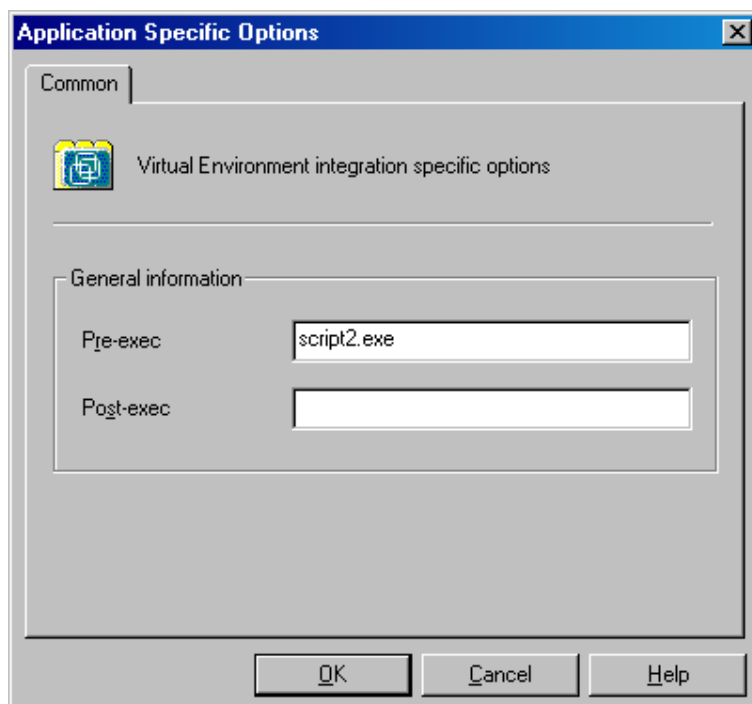 Application Specific Options
Common
Virtual Environment integration specific options
General information
Pre-exec
script2.exe
Post-exec
OK
Cancel
Help